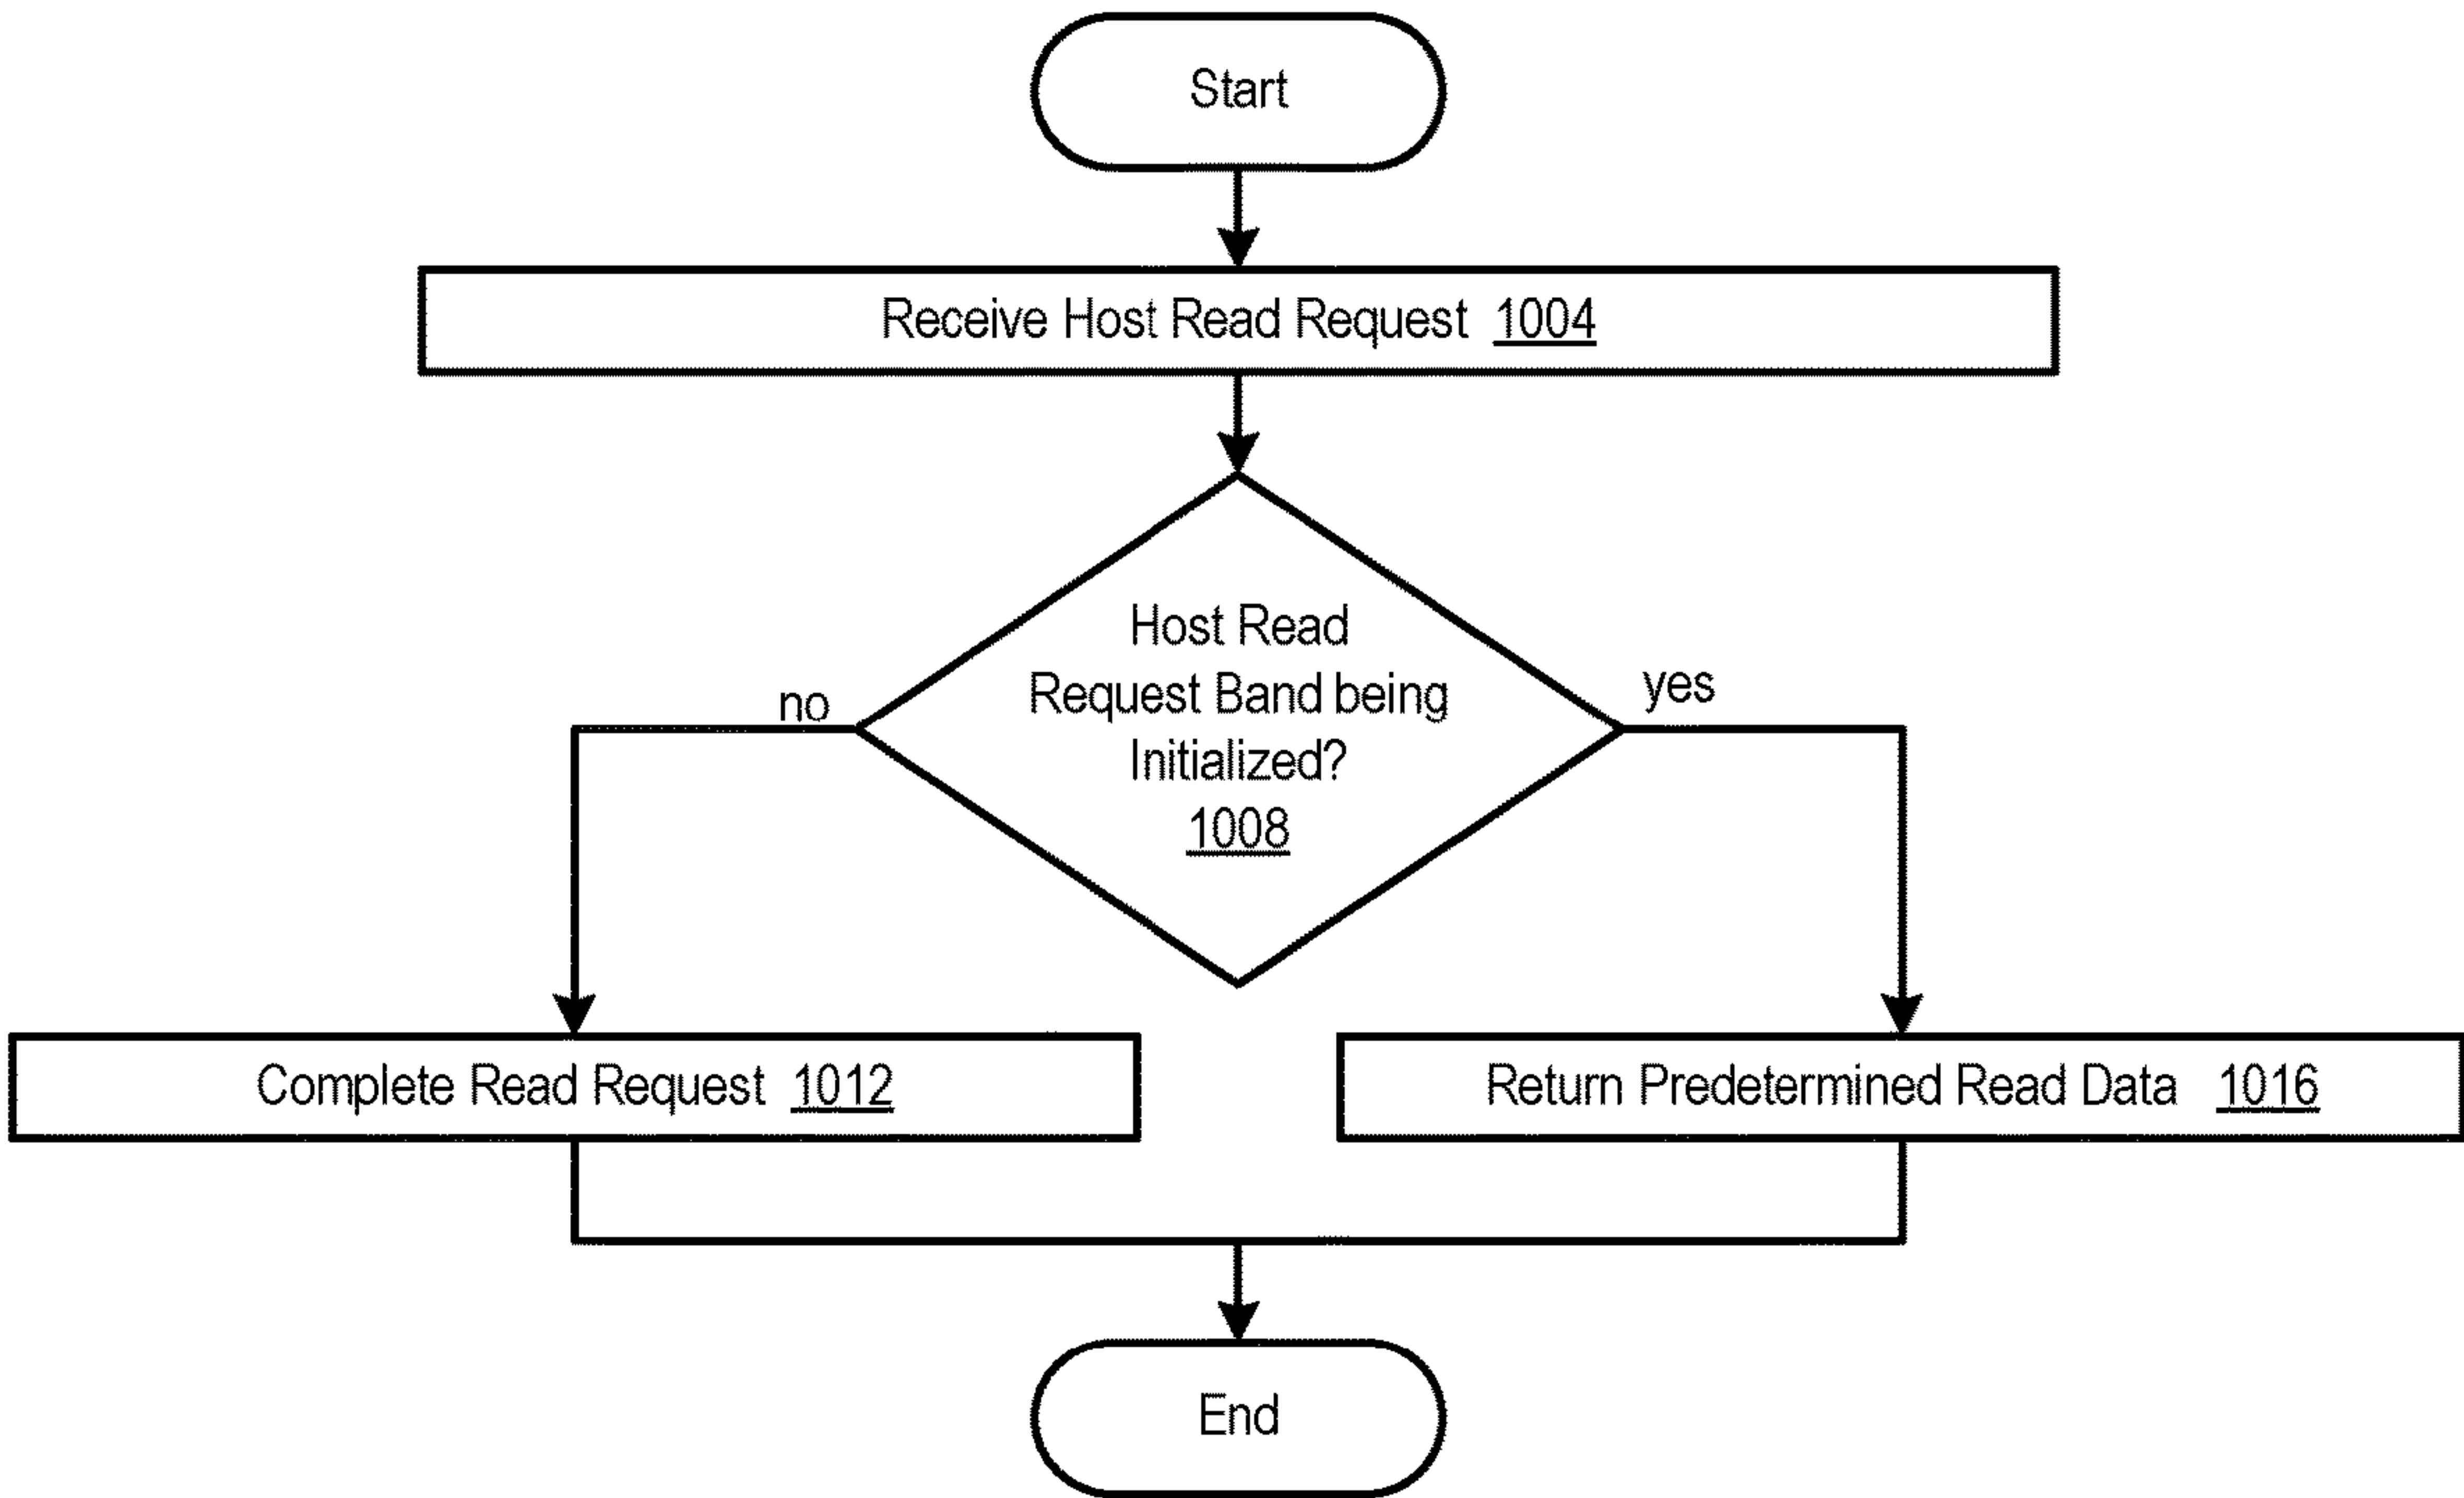 Start
Receive Host Read Request 1004
Host Read
Request Band being
Initialized?
1008
no
yes
Complete Read Request 1012
Return Predetermined Read Data 1016
End